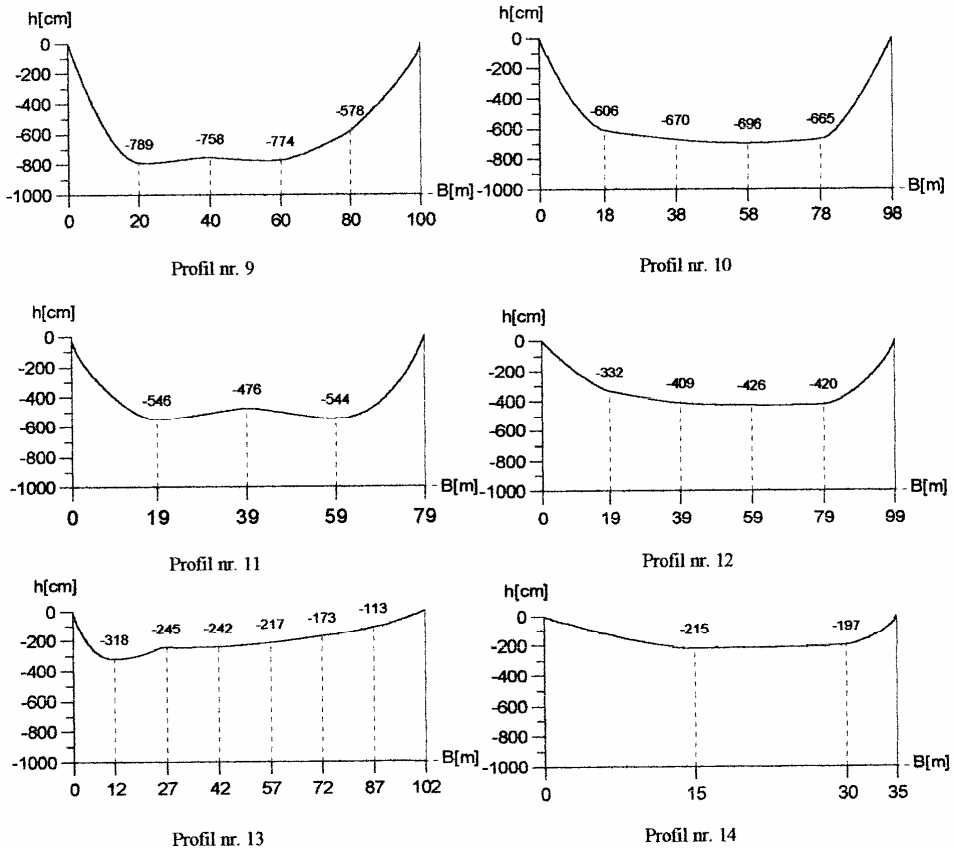 h[cm]
0
-200
-400
-600
-800
-1000
-789
-758
-774
-578
B[m]
0 20 40 60 80 100
Profil nr. 9
h[cm]
0
-200
-400
-600
-800
-1000
-606
-670
-696
-665
B[m]
0 18 38 58 78 98
Profil nr. 10
h[cm]
0
-200
-400
-600
-800
-1000
-546
-476
-544
B[m]
0 19 39 59 79
Profil nr. 11
h[cm]
0
-200
-400
-600
-800
-1000
-332
-409
-426
-420
B[m]
0 19 39 59 79 99
Profil nr. 12
h[cm]
0
-200
-400
-600
-800
-1000
-318
-245
-242
-217
-173
-113
B[m]
0 12 27 42 57 72 87 102
Profil nr. 13
h[cm]
0
-200
-400
-600
-800
-1000
-215
-197
B[m]
0 15 30 35
Profil nr. 14